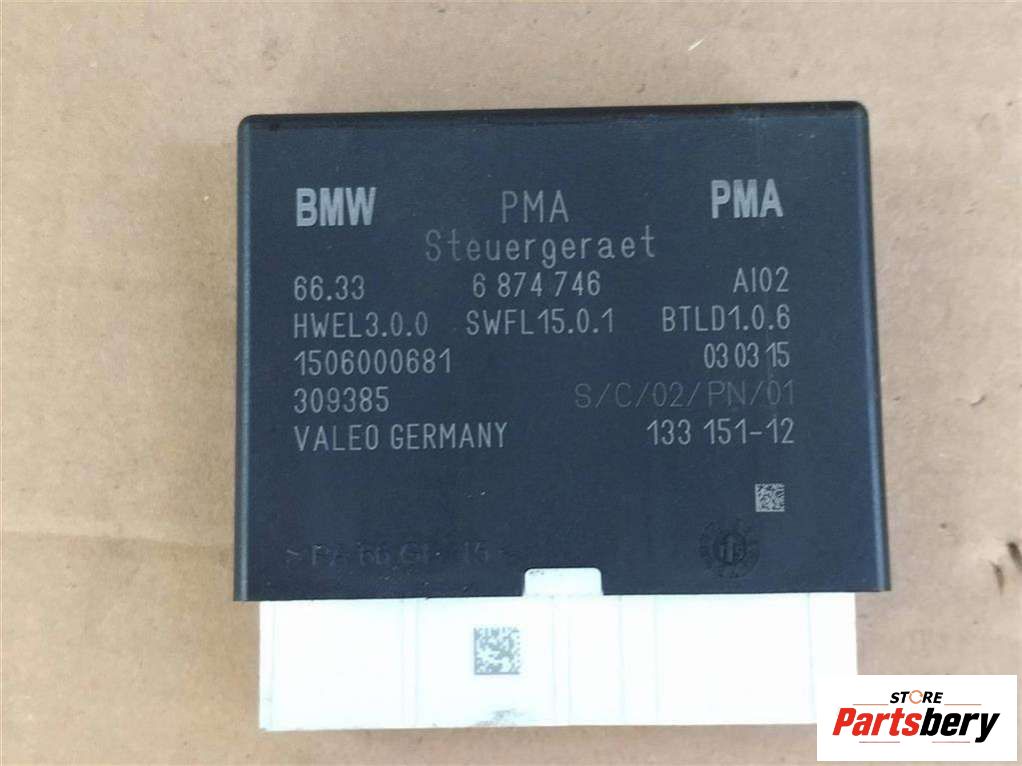 BMW PMA PMA
Steuergeraet
66.33 6 874 746 AI02
HWEL3.0.0 SWFL15.0.1 BTLD1.0.6
1506000681 03 03 15
309385 S/C/02/PN/01
VALEO GERMANY 133 151-12
STORE
Partsbery